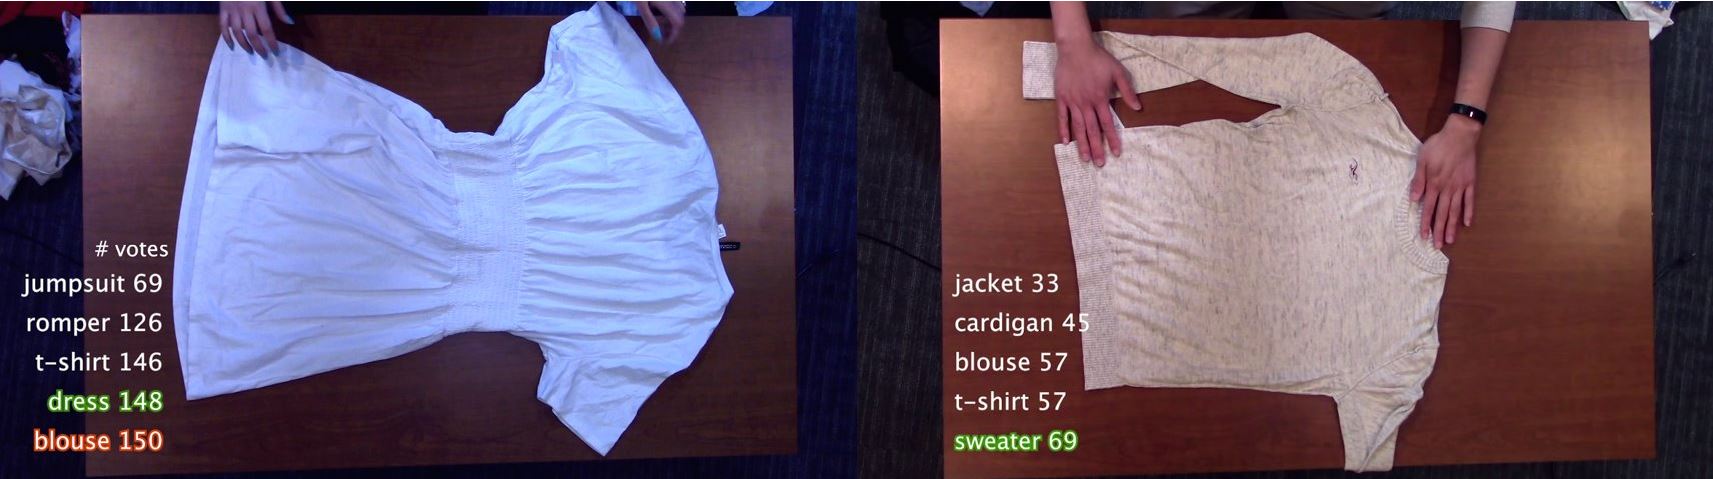 # votes
jumpsuit 69
romper 126
t-shirt 146
dress 148
blouse 150
jacket 33
cardigan 45
blouse 57
t-shirt 57
sweater 69